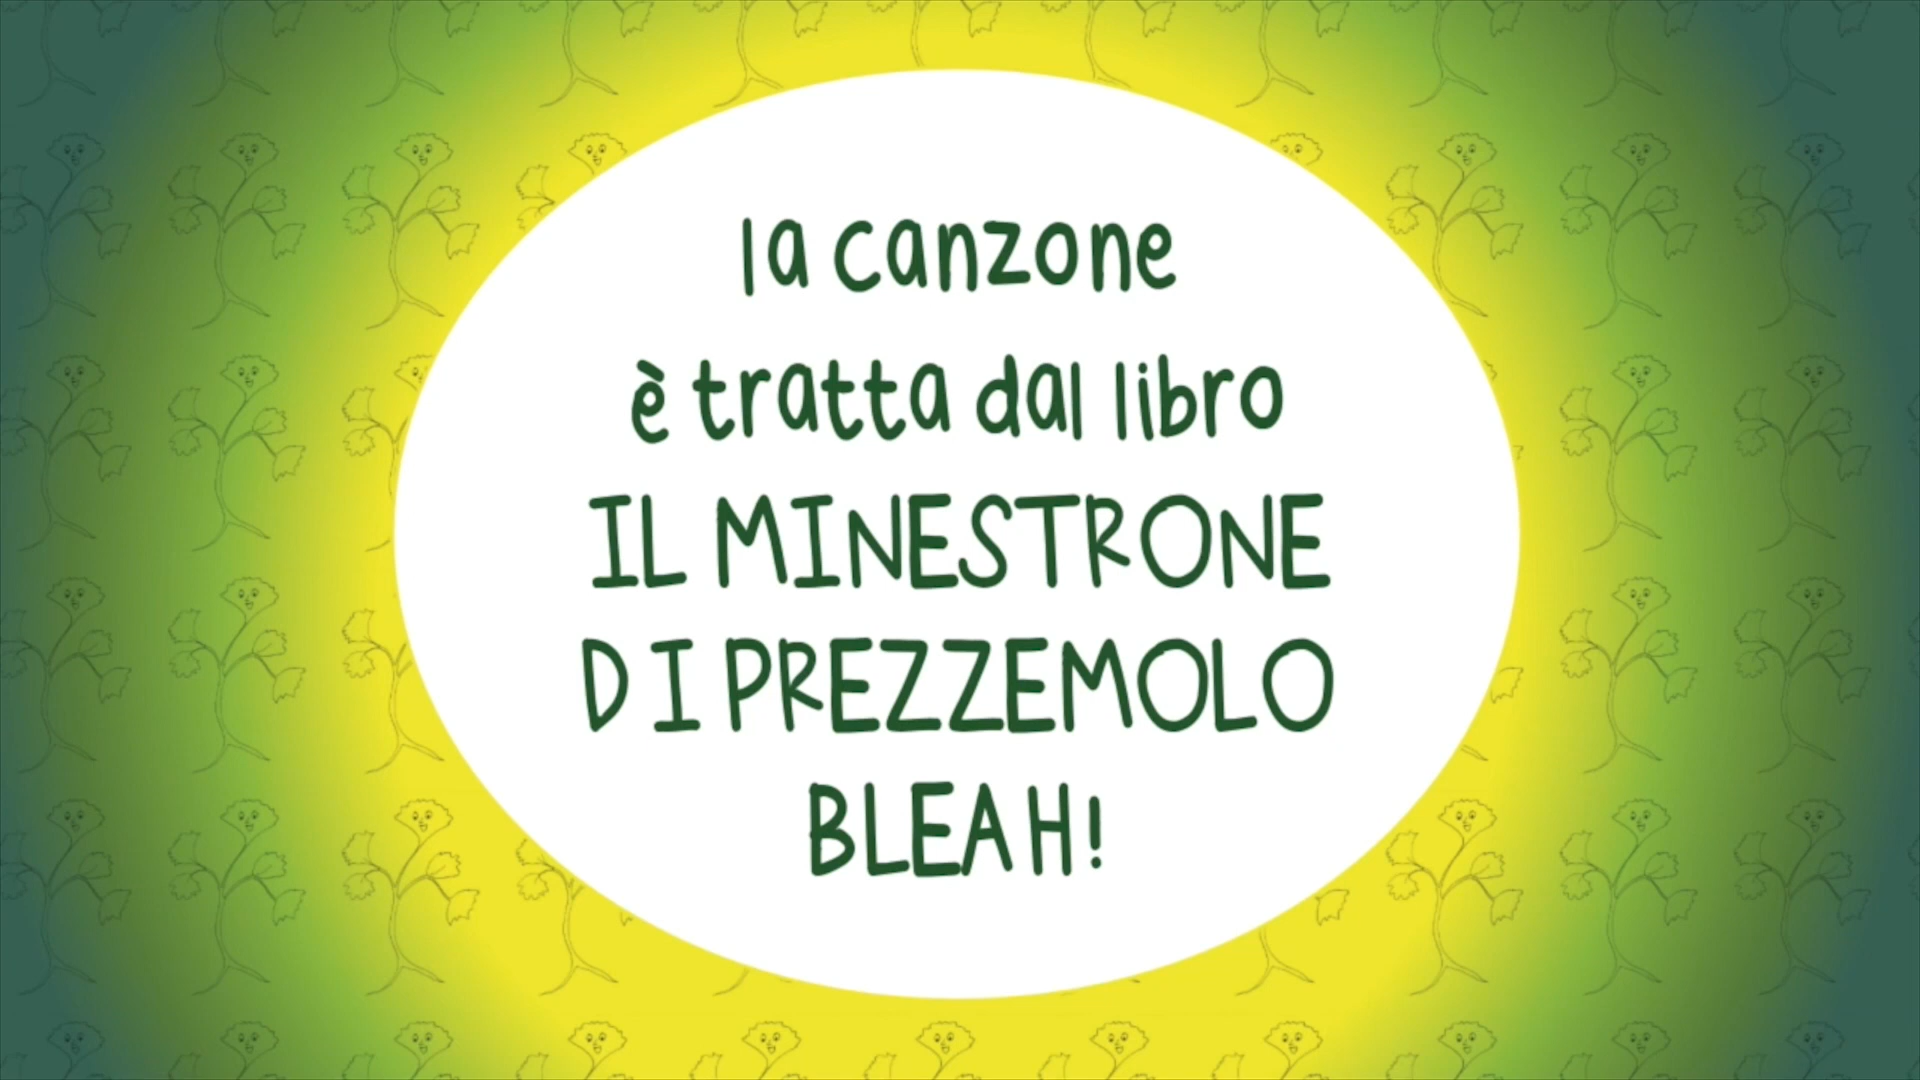 la canzone
è tratta dal libro
IL MINESTRONE
DI PREZZEMOLO
BLEAH!